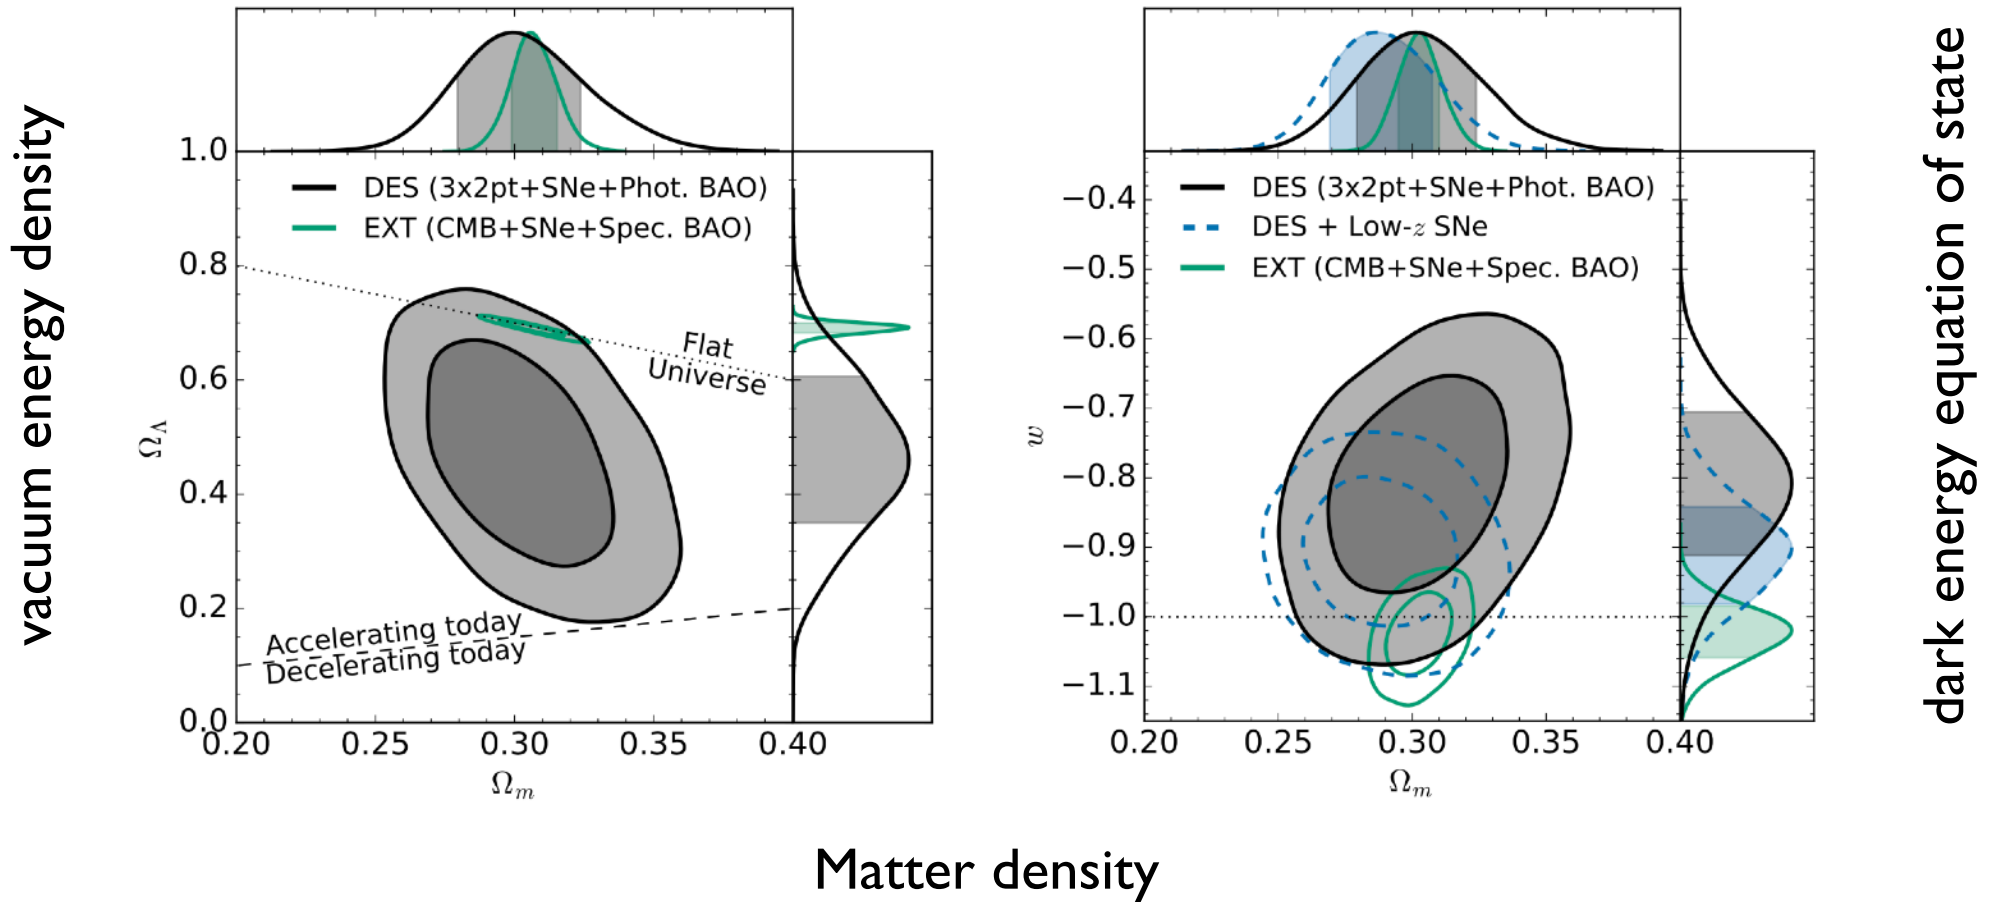 vacuum energy density
1.0
0.8
0.6
0.4
0.2
0.0
Ω_Λ
DES (3x2pt+SNe+Phot. BAO)
EXT (CMB+SNe+Spec. BAO)
Flat
Universe
Accelerating today
Decelerating today
0.20 0.25 0.30 0.35 0.40
Ω_m
−0.4
−0.5
−0.6
−0.7
−0.8
−0.9
−1.0
−1.1
w
DES (3x2pt+SNe+Phot. BAO)
DES + Low-z SNe
EXT (CMB+SNe+Spec. BAO)
0.20 0.25 0.30 0.35 0.40
Ω_m
dark energy equation of state
Matter density